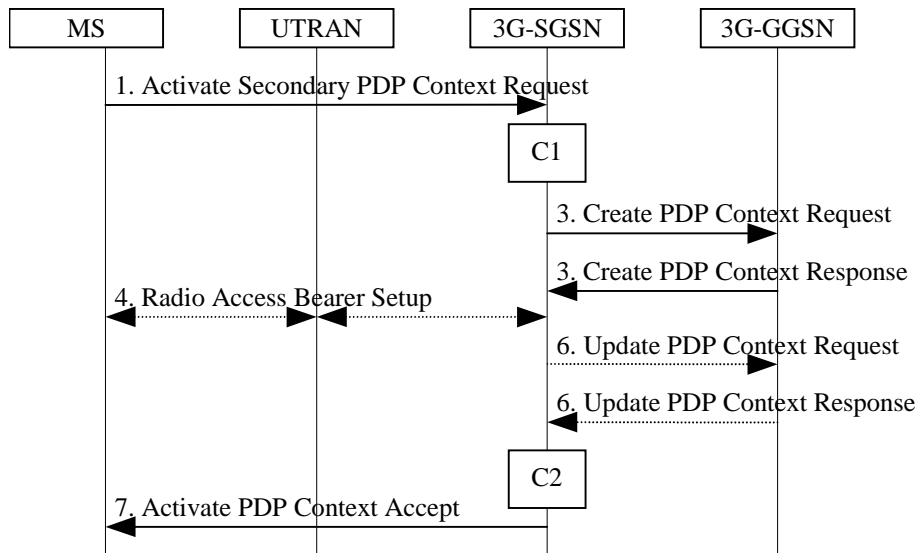 MS UTRAN 3G-SGSN 3G-GGSN
1. Activate Secondary PDP Context Request
C1
3. Create PDP Context Request
3. Create PDP Context Response
4. Radio Access Bearer Setup
6. Update PDP Context Request
6. Update PDP Context Response
C2
7. Activate PDP Context Accept